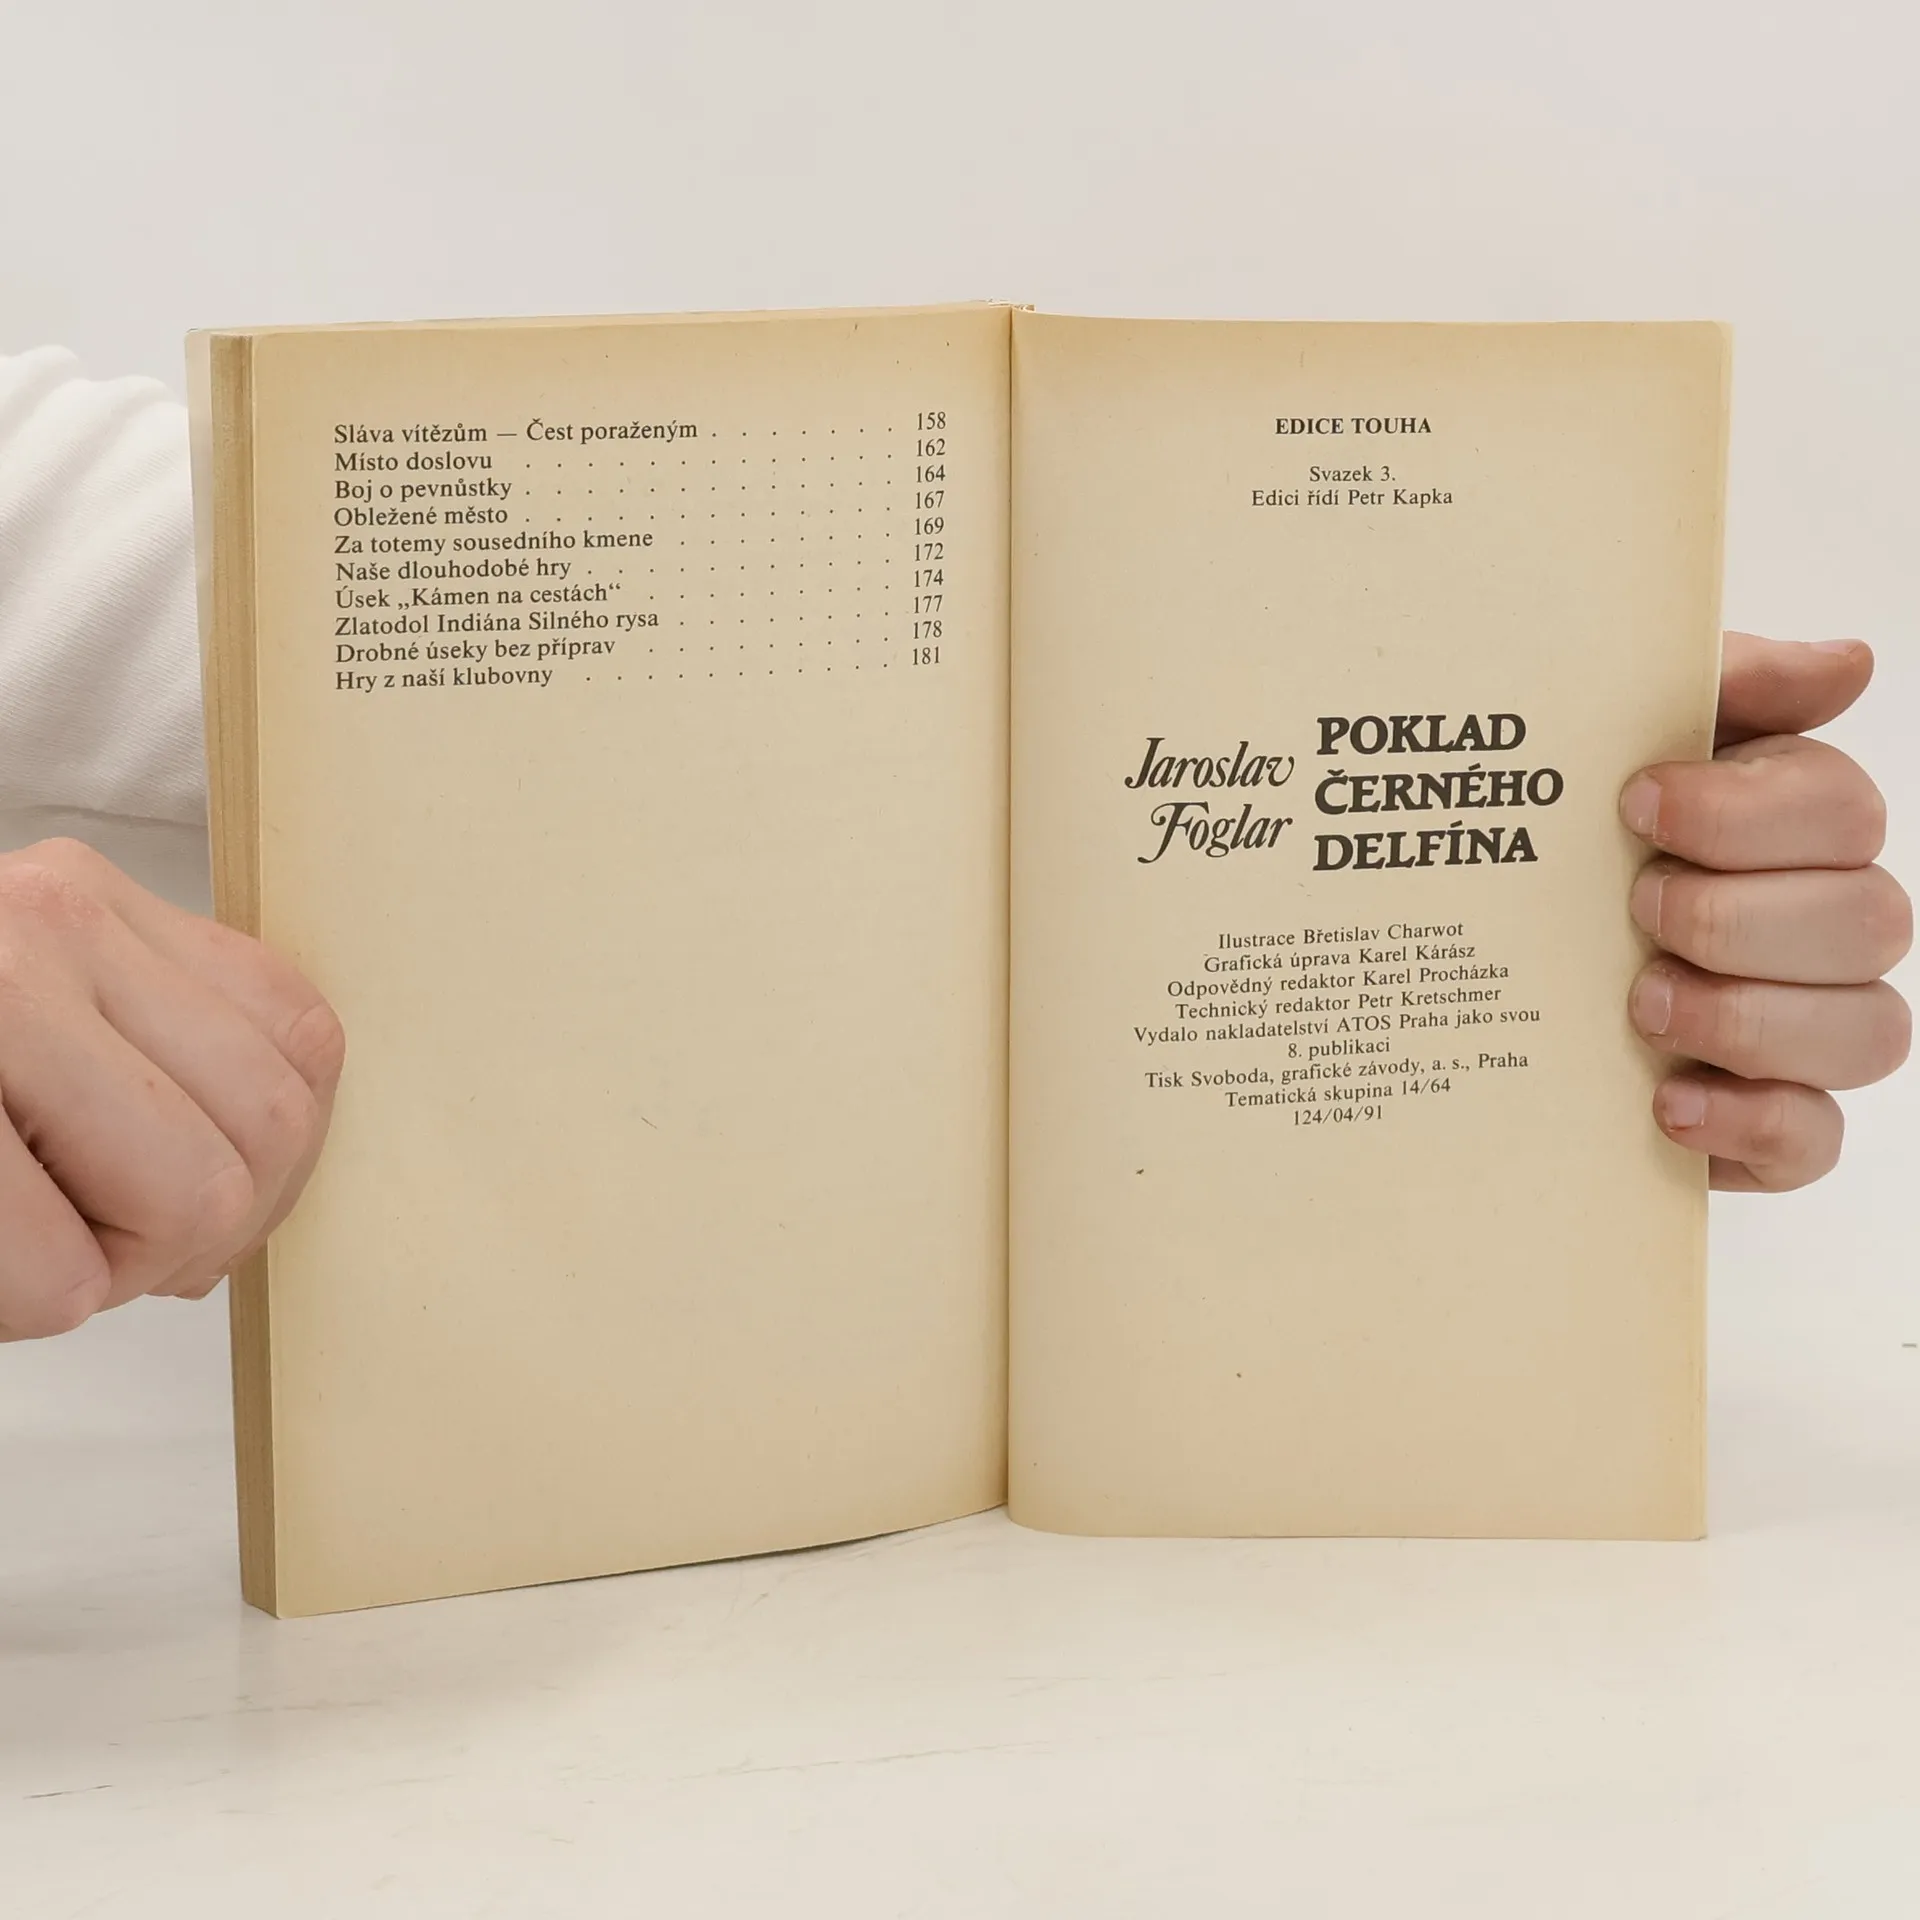 Sláva vítězům — Čest poraženým . . . . . . . 158
Místo doslovu . . . . . . . . . . . . . 162
Boj o pevnůstky . . . . . . . . . . . . . 164
Obležené město . . . . . . . . . . . . . 167
Za totemy sousedního kmene . . . . . . . . 169
Naše dlouhodobé hry . . . . . . . . . . . 172
Úsek „Kámen na cestách“ . . . . . . . . . 174
Zlatodol Indiána Silného rysa . . . . . . . . 177
Drobné úseky bez příprav . . . . . . . . . 178
Hry z naší klubovny . . . . . . . . . . . 181
EDICE TOUHA
Svazek 3.
Edici řídí Petr Kapka
Jaroslav
Foglar
POKLAD
ČERNÉHO
DELFÍNA
Ilustrace Břetislav Charwot
Grafická úprava Karel Kárász
Odpovědný redaktor Karel Procházka
Technický redaktor Petr Kretschmer
Vydalo nakladatelství ATOS Praha jako svou
8. publikaci
Tisk Svoboda, grafické závody, a. s., Praha
Tematická skupina 14/64
124/04/91